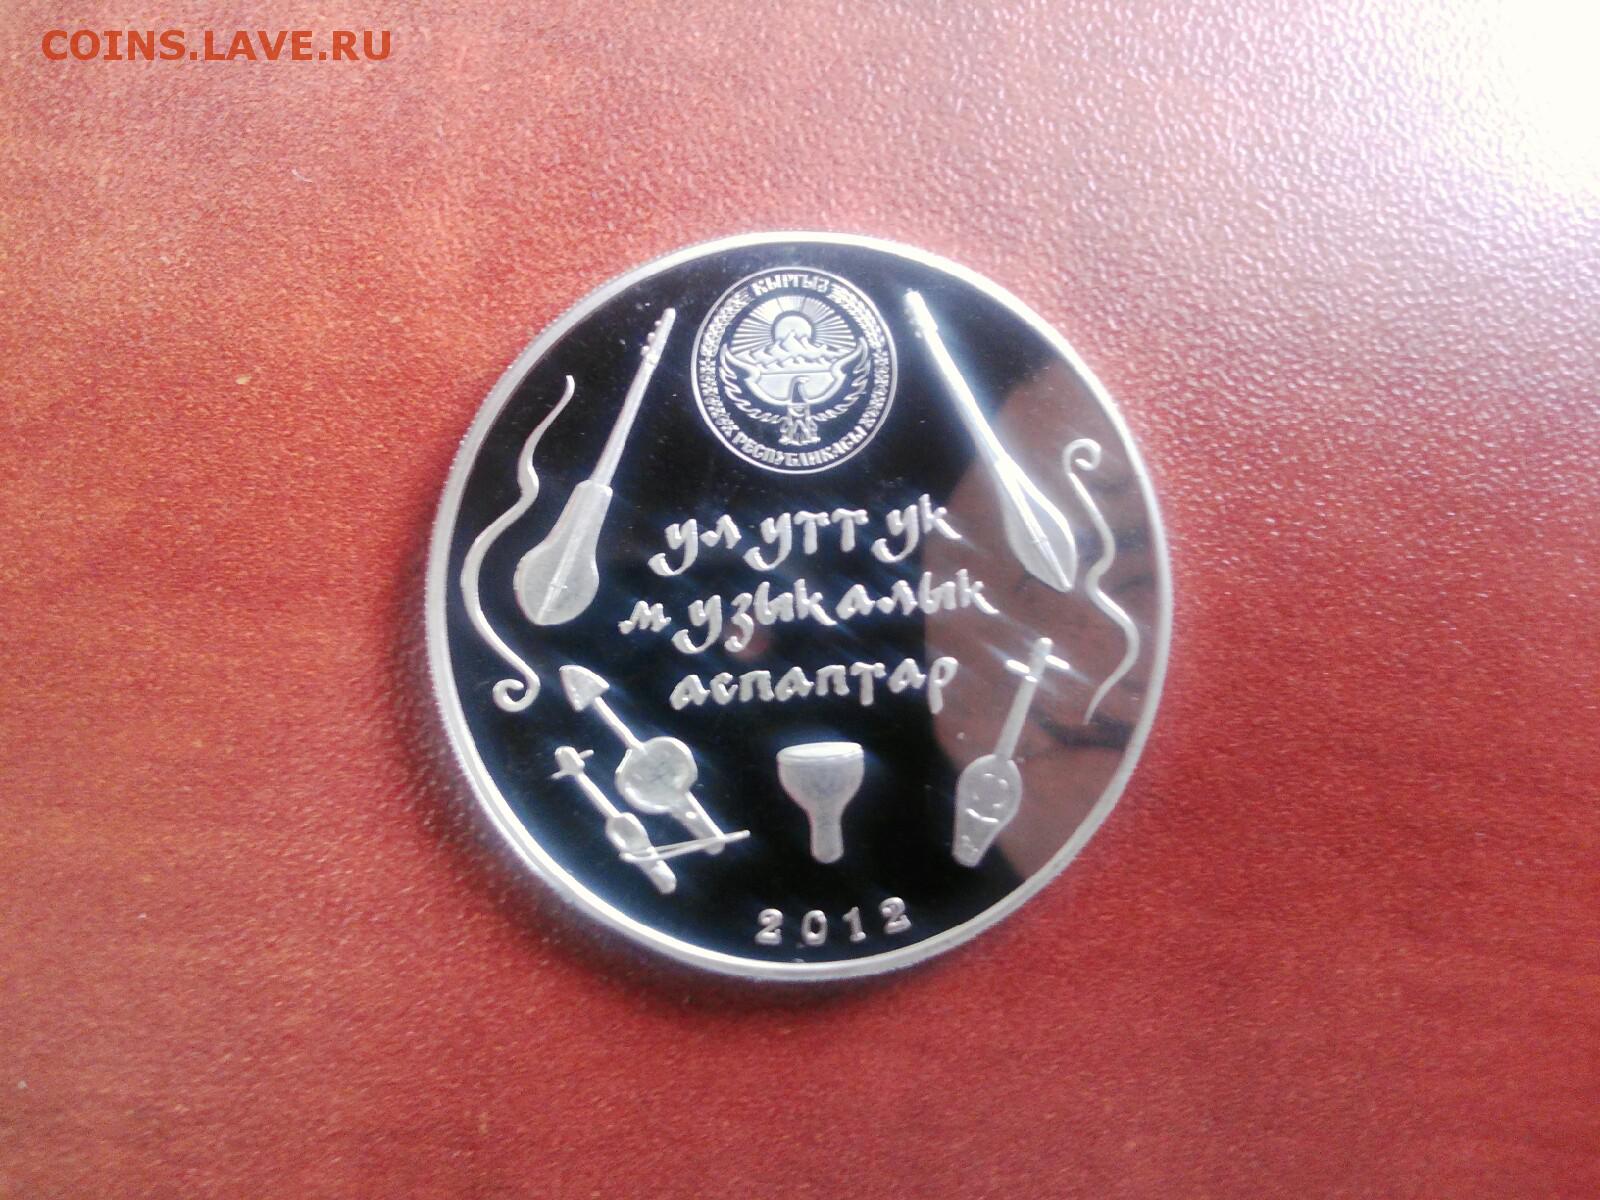 COINS.LAVE.RU
КЫРГЫЗ
РЕСПУБЛИКАСЫ
улуттук
музыкалык
аспаптар
2012